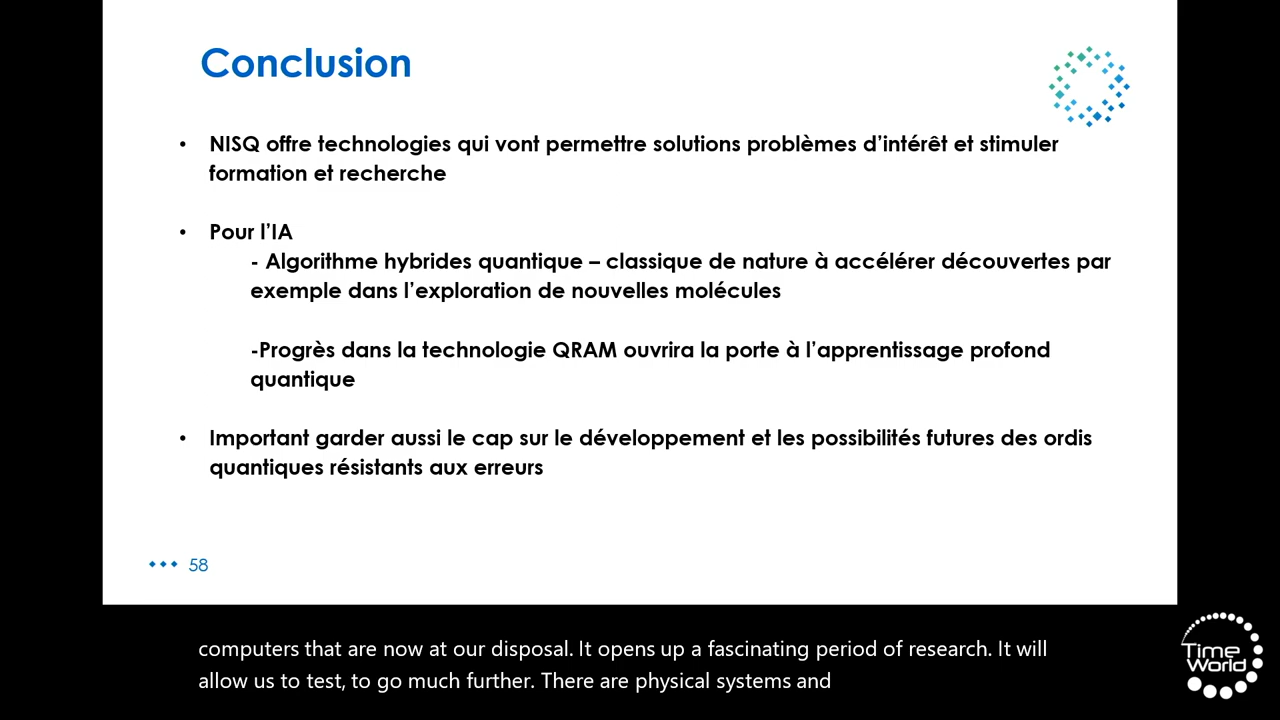 Conclusion
• NISQ offre technologies qui vont permettre solutions problèmes d’intérêt et stimuler
formation et recherche
• Pour l’IA
- Algorithme hybrides quantique – classique de nature à accélérer découvertes par
exemple dans l’exploration de nouvelles molécules
-Progrès dans la technologie QRAM ouvrira la porte à l’apprentissage profond
quantique
• Important garder aussi le cap sur le développement et les possibilités futures des ordis
quantiques résistants aux erreurs
58
computers that are now at our disposal. It opens up a fascinating period of research. It will
allow us to test, to go much further. There are physical systems and
Time
World